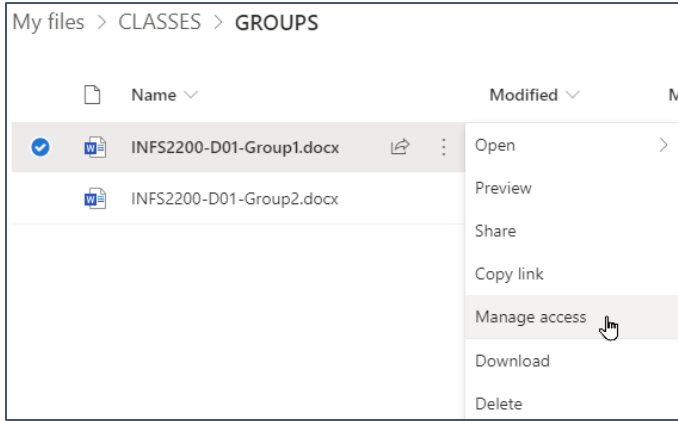 My files > CLASSES > GROUPS
Name Modified M
INFS2200-D01-Group1.docx
INFS2200-D01-Group2.docx
Open
Preview
Share
Copy link
Manage access
Download
Delete